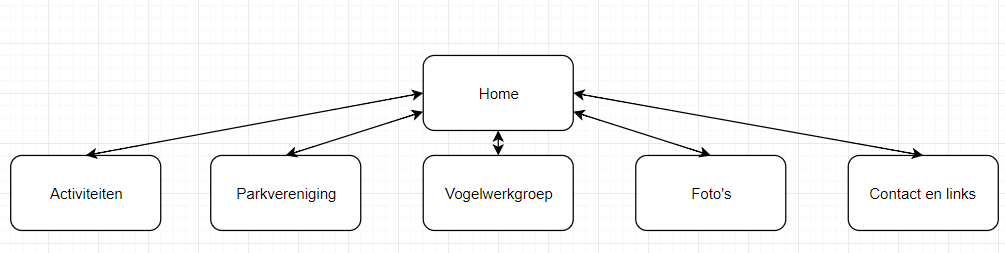 Home
Activiteiten
Parkvereniging
Vogelwerkgroep
Foto's
Contact en links